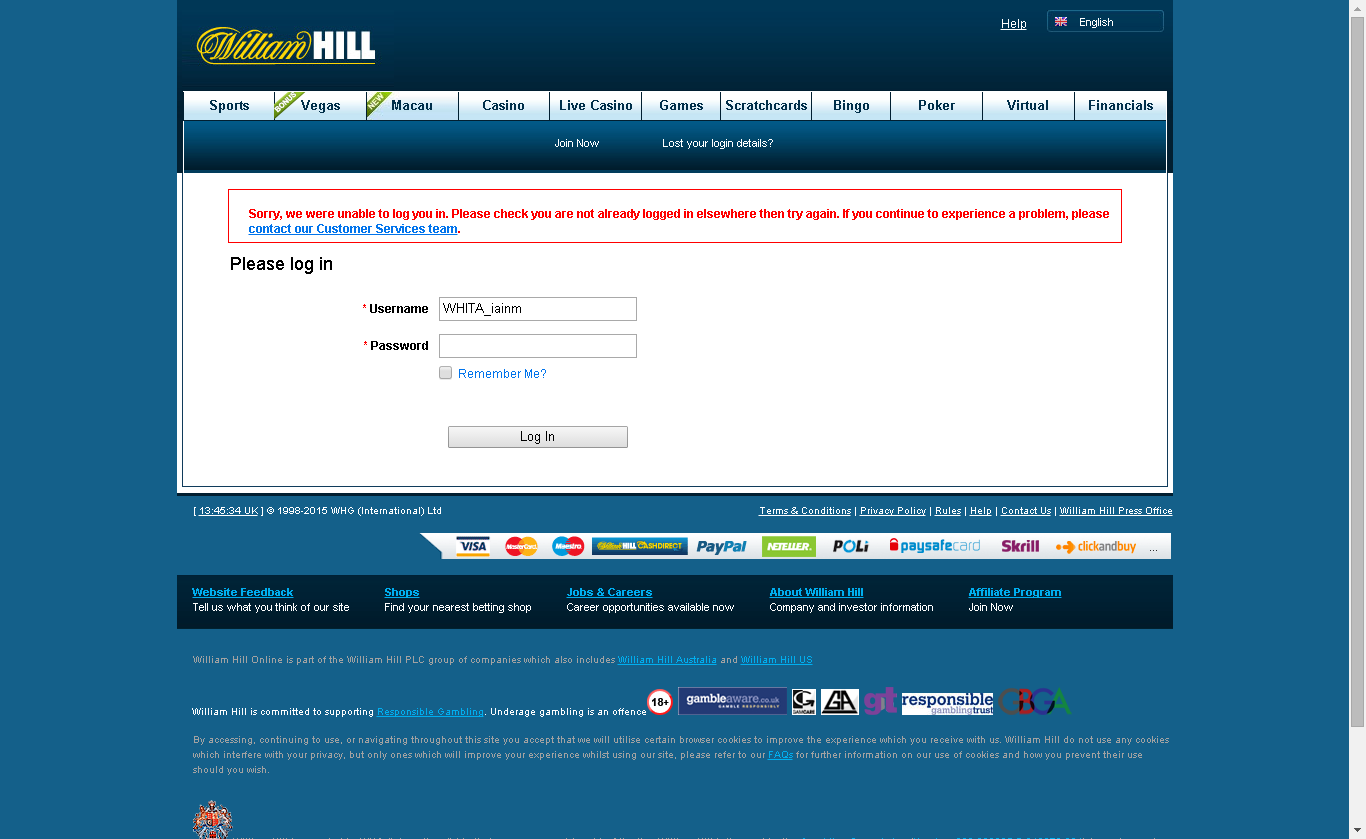 William HILL
Help
English
Sports
BONUS
Vegas
NEW
Macau
Casino
Live Casino
Games
Scratchcards
Bingo
Poker
Virtual
Financials
Join Now
Lost your login details?
Sorry, we were unable to log you in. Please check you are not already logged in elsewhere then try again. If you continue to experience a problem, please
contact our Customer Services team.
Please log in
* Username
WHITA_iainm
* Password
Remember Me?
Log In
[ 13:45:34 UK ] © 1998-2015 WHG (International) Ltd
Terms & Conditions | Privacy Policy | Rules | Help | Contact Us | William Hill Press Office
VISA MasterCard Maestro William HILL CASHDIRECT PayPal NETELLER. POLi paysafecard Skrill clickandbuy ...
Website Feedback
Tell us what you think of our site
Shops
Find your nearest betting shop
Jobs & Careers
Career opportunities available now
About William Hill
Company and investor information
Affiliate Program
Join Now
William Hill Online is part of the William Hill PLC group of companies which also includes William Hill Australia and William Hill US
William Hill is committed to supporting Responsible Gambling. Underage gambling is an offence
18+
gambleaware.co.uk
GAMBLE RESPONSIBLY
GAMCARE
GA
gt
responsible
gamblingtrust
GBGA
By accessing, continuing to use, or navigating throughout this site you accept that we will utilise certain browser cookies to improve the experience which you receive with us. William Hill do not use any cookies
which interfere with your privacy, but only ones which will improve your experience whilst using our site, please refer to our FAQs for further information on our use of cookies and how you prevent their use
should you wish.